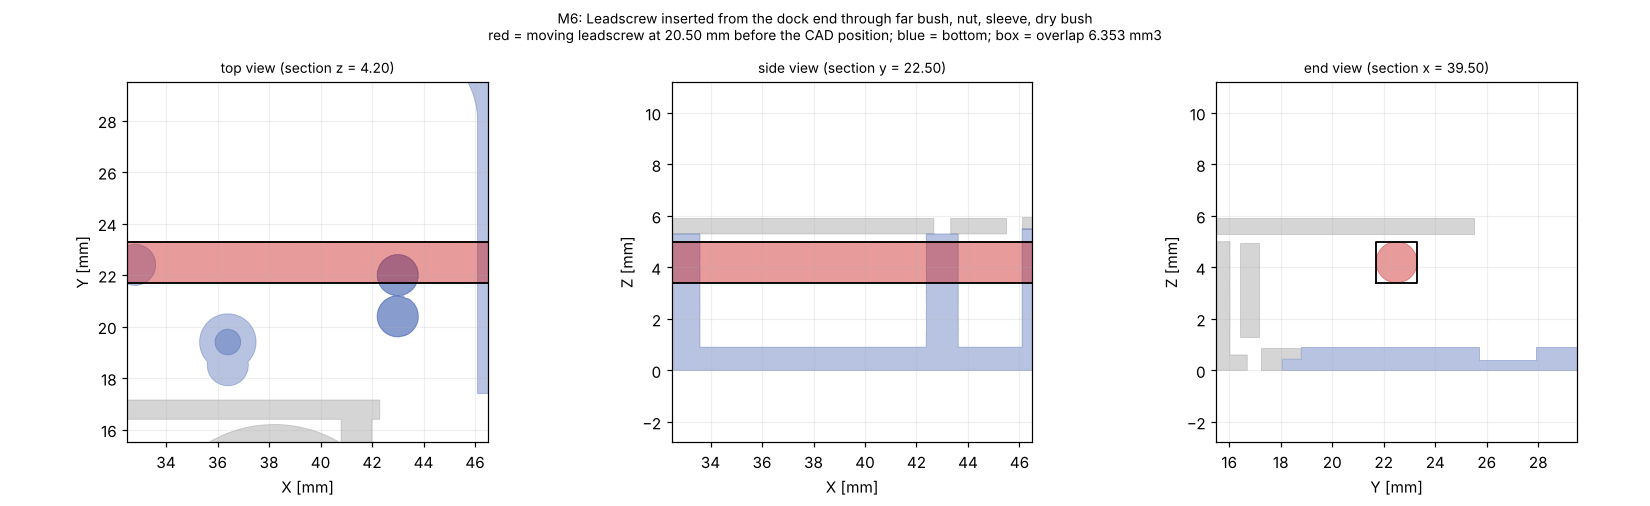 M6: Leadscrew inserted from the dock end through far bush, nut, sleeve, dry bush
red = moving leadscrew at 20.50 mm before the CAD position; blue = bottom; box = overlap 6.353 mm3
top view (section z = 4.20)
28
26
24
22
20
18
16
Y [mm]
34 36 38 40 42 44 46
X [mm]
side view (section y = 22.50)
10
8
6
4
2
0
−2
Z [mm]
34 36 38 40 42 44 46
X [mm]
end view (section x = 39.50)
10
8
6
4
2
0
−2
Z [mm]
16 18 20 22 24 26 28
Y [mm]